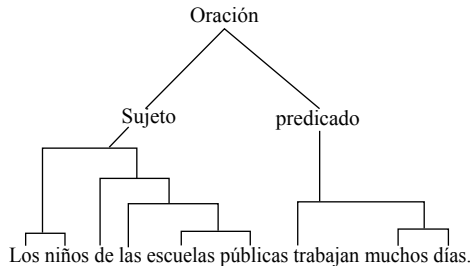 Oración
Sujeto predicado
Los niños de las escuelas públicas trabajan muchos días.